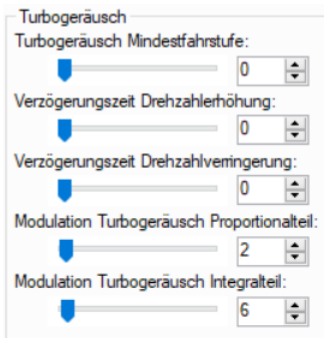 Turbogeräusch
Turbogeräusch Mindestfahrstufe:
0
Verzögerungszeit Drehzahlerhöhung:
0
Verzögerungszeit Drehzahlverringerung:
0
Modulation Turbogeräusch Proportionalteil:
2
Modulation Turbogeräusch Integralteil:
6